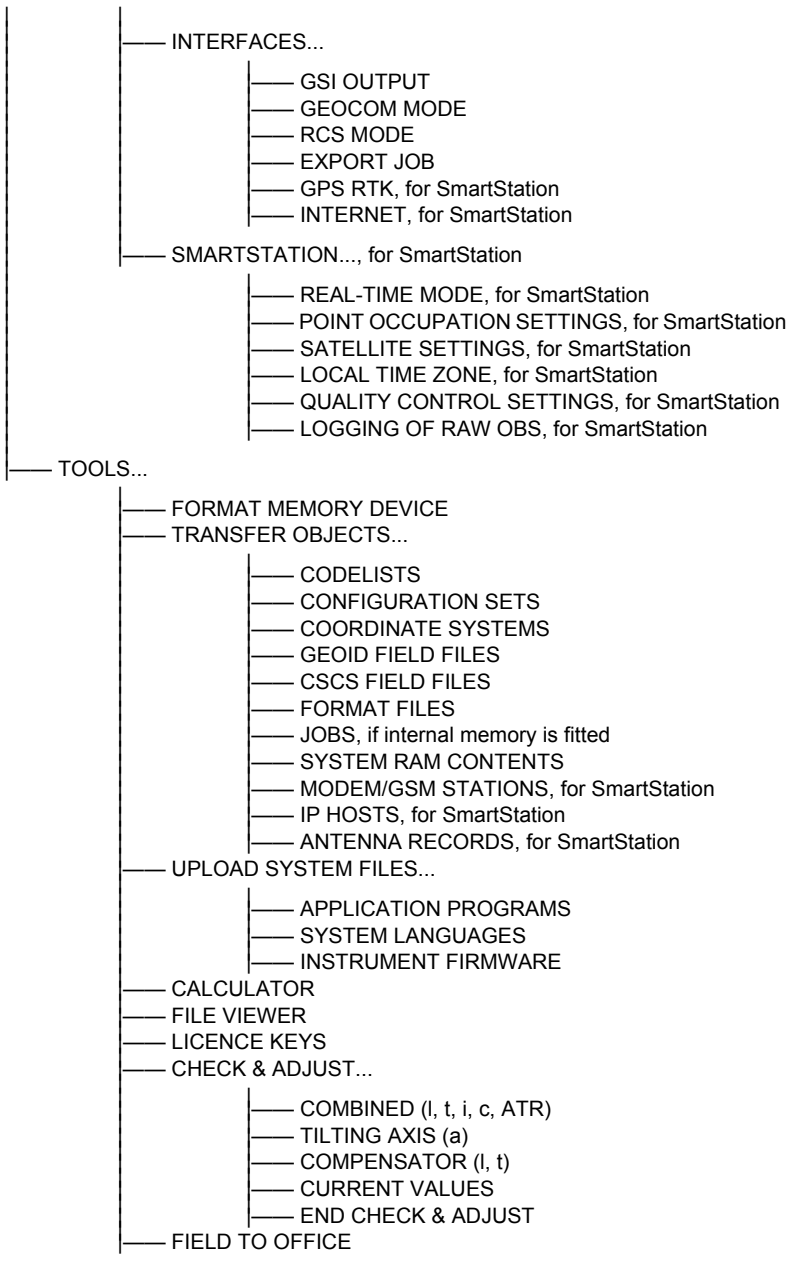 INTERFACES...
GSI OUTPUT
GEOCOM MODE
RCS MODE
EXPORT JOB
GPS RTK, for SmartStation
INTERNET, for SmartStation
SMARTSTATION..., for SmartStation
REAL-TIME MODE, for SmartStation
POINT OCCUPATION SETTINGS, for SmartStation
SATELLITE SETTINGS, for SmartStation
LOCAL TIME ZONE, for SmartStation
QUALITY CONTROL SETTINGS, for SmartStation
LOGGING OF RAW OBS, for SmartStation
TOOLS...
FORMAT MEMORY DEVICE
TRANSFER OBJECTS...
CODELISTS
CONFIGURATION SETS
COORDINATE SYSTEMS
GEOID FIELD FILES
CSCS FIELD FILES
FORMAT FILES
JOBS, if internal memory is fitted
SYSTEM RAM CONTENTS
MODEM/GSM STATIONS, for SmartStation
IP HOSTS, for SmartStation
ANTENNA RECORDS, for SmartStation
UPLOAD SYSTEM FILES...
APPLICATION PROGRAMS
SYSTEM LANGUAGES
INSTRUMENT FIRMWARE
CALCULATOR
FILE VIEWER
LICENCE KEYS
CHECK & ADJUST...
COMBINED (l, t, i, c, ATR)
TILTING AXIS (a)
COMPENSATOR (l, t)
CURRENT VALUES
END CHECK & ADJUST
FIELD TO OFFICE